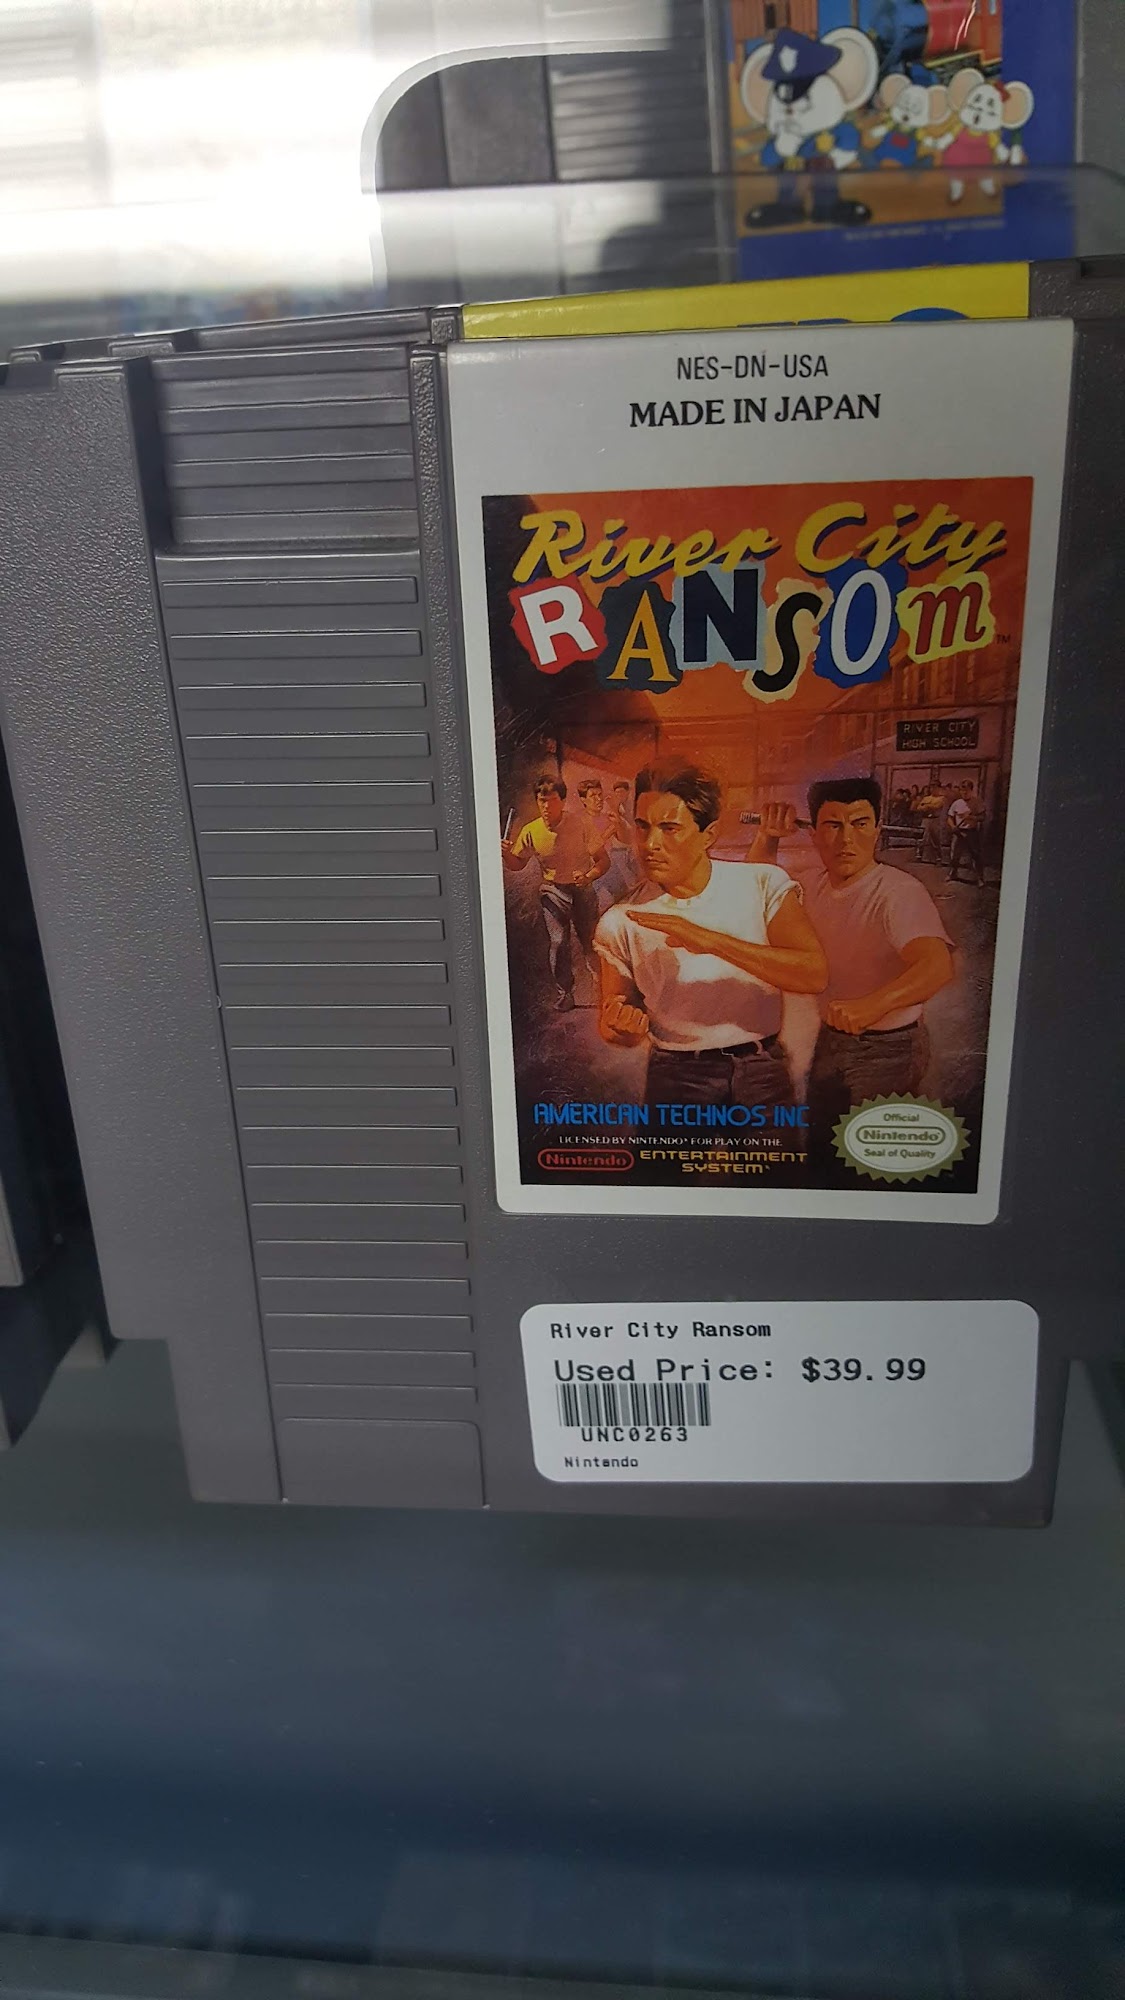 NES-DN-USA
MADE IN JAPAN
River City
RANSOm™
RIVER CITY
HIGH SCHOOL
AMERICAN TECHNOS INC
LICENSED BY NINTENDO® FOR PLAY ON THE
Nintendo ENTERTAINMENT
SYSTEM®
Official
Nintendo
Seal of Quality
River City Ransom
Used Price: $39.99
UNC0263
Nintendo